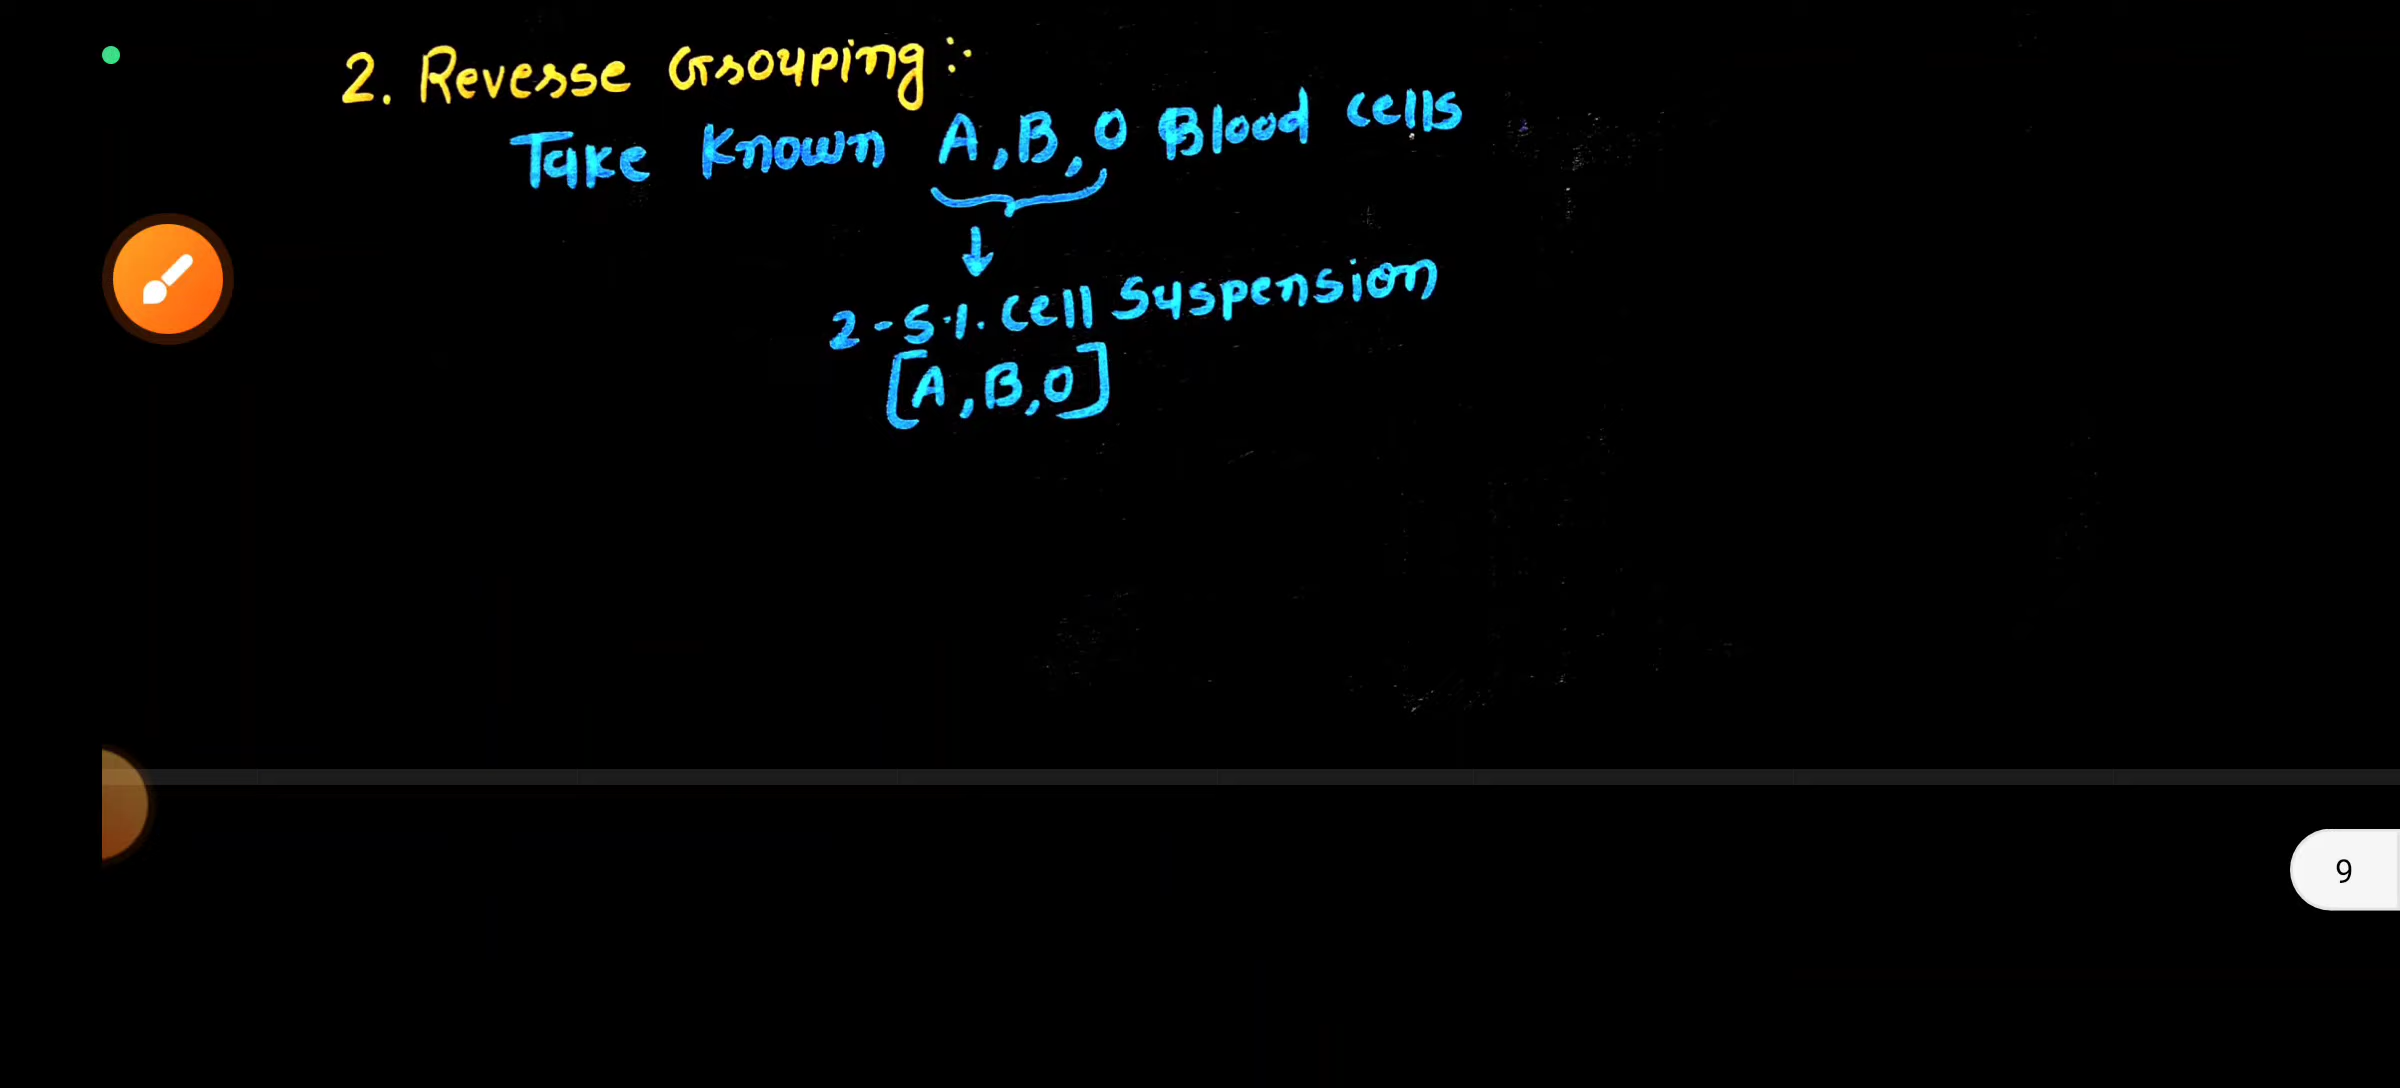 2. Reverse Grouping :-
Take Known A, B, O Blood cells
2-5%. Cell Suspension
[A, B, O]
9